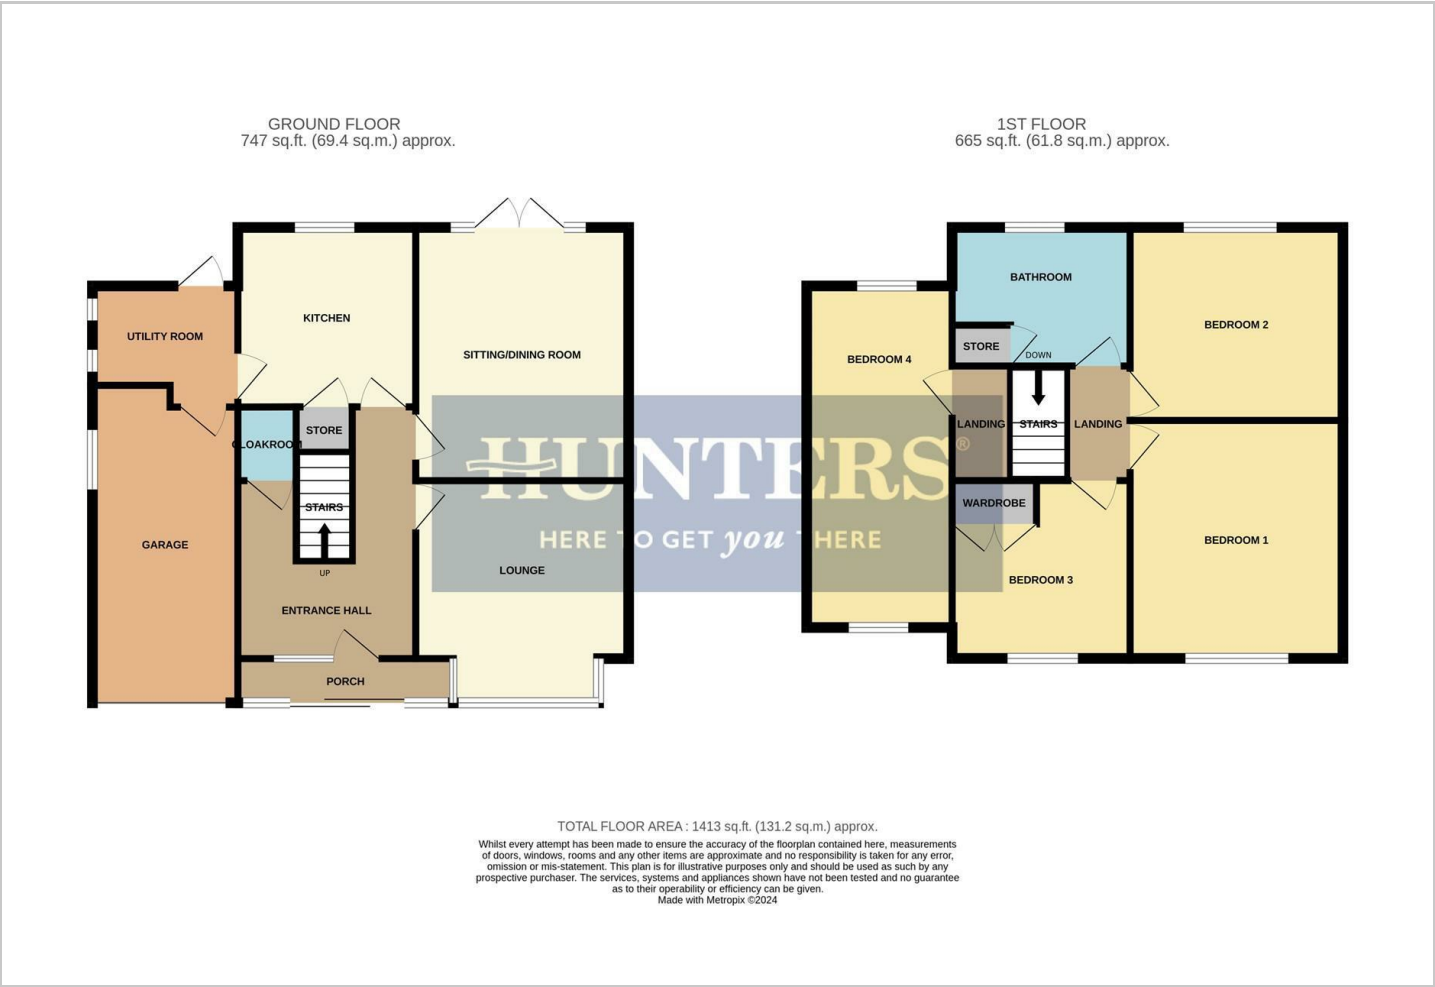 GROUND FLOOR
747 sq.ft. (69.4 sq.m.) approx.
UTILITY ROOM
KITCHEN
SITTING/DINING ROOM
CLOAKROOM
STORE
STAIRS
GARAGE
UP
LOUNGE
ENTRANCE HALL
PORCH
1ST FLOOR
665 sq.ft. (61.8 sq.m.) approx.
BATHROOM
BEDROOM 2
STORE
DOWN
BEDROOM 4
LANDING
STAIRS
LANDING
WARDROBE
BEDROOM 1
BEDROOM 3
HUNTERS®
HERE TO GET you THERE
TOTAL FLOOR AREA : 1413 sq.ft. (131.2 sq.m.) approx.
Whilst every attempt has been made to ensure the accuracy of the floorplan contained here, measurements
of doors, windows, rooms and any other items are approximate and no responsibility is taken for any error,
omission or mis-statement. This plan is for illustrative purposes only and should be used as such by any
prospective purchaser. The services, systems and appliances shown have not been tested and no guarantee
as to their operability or efficiency can be given.
Made with Metropix ©2024